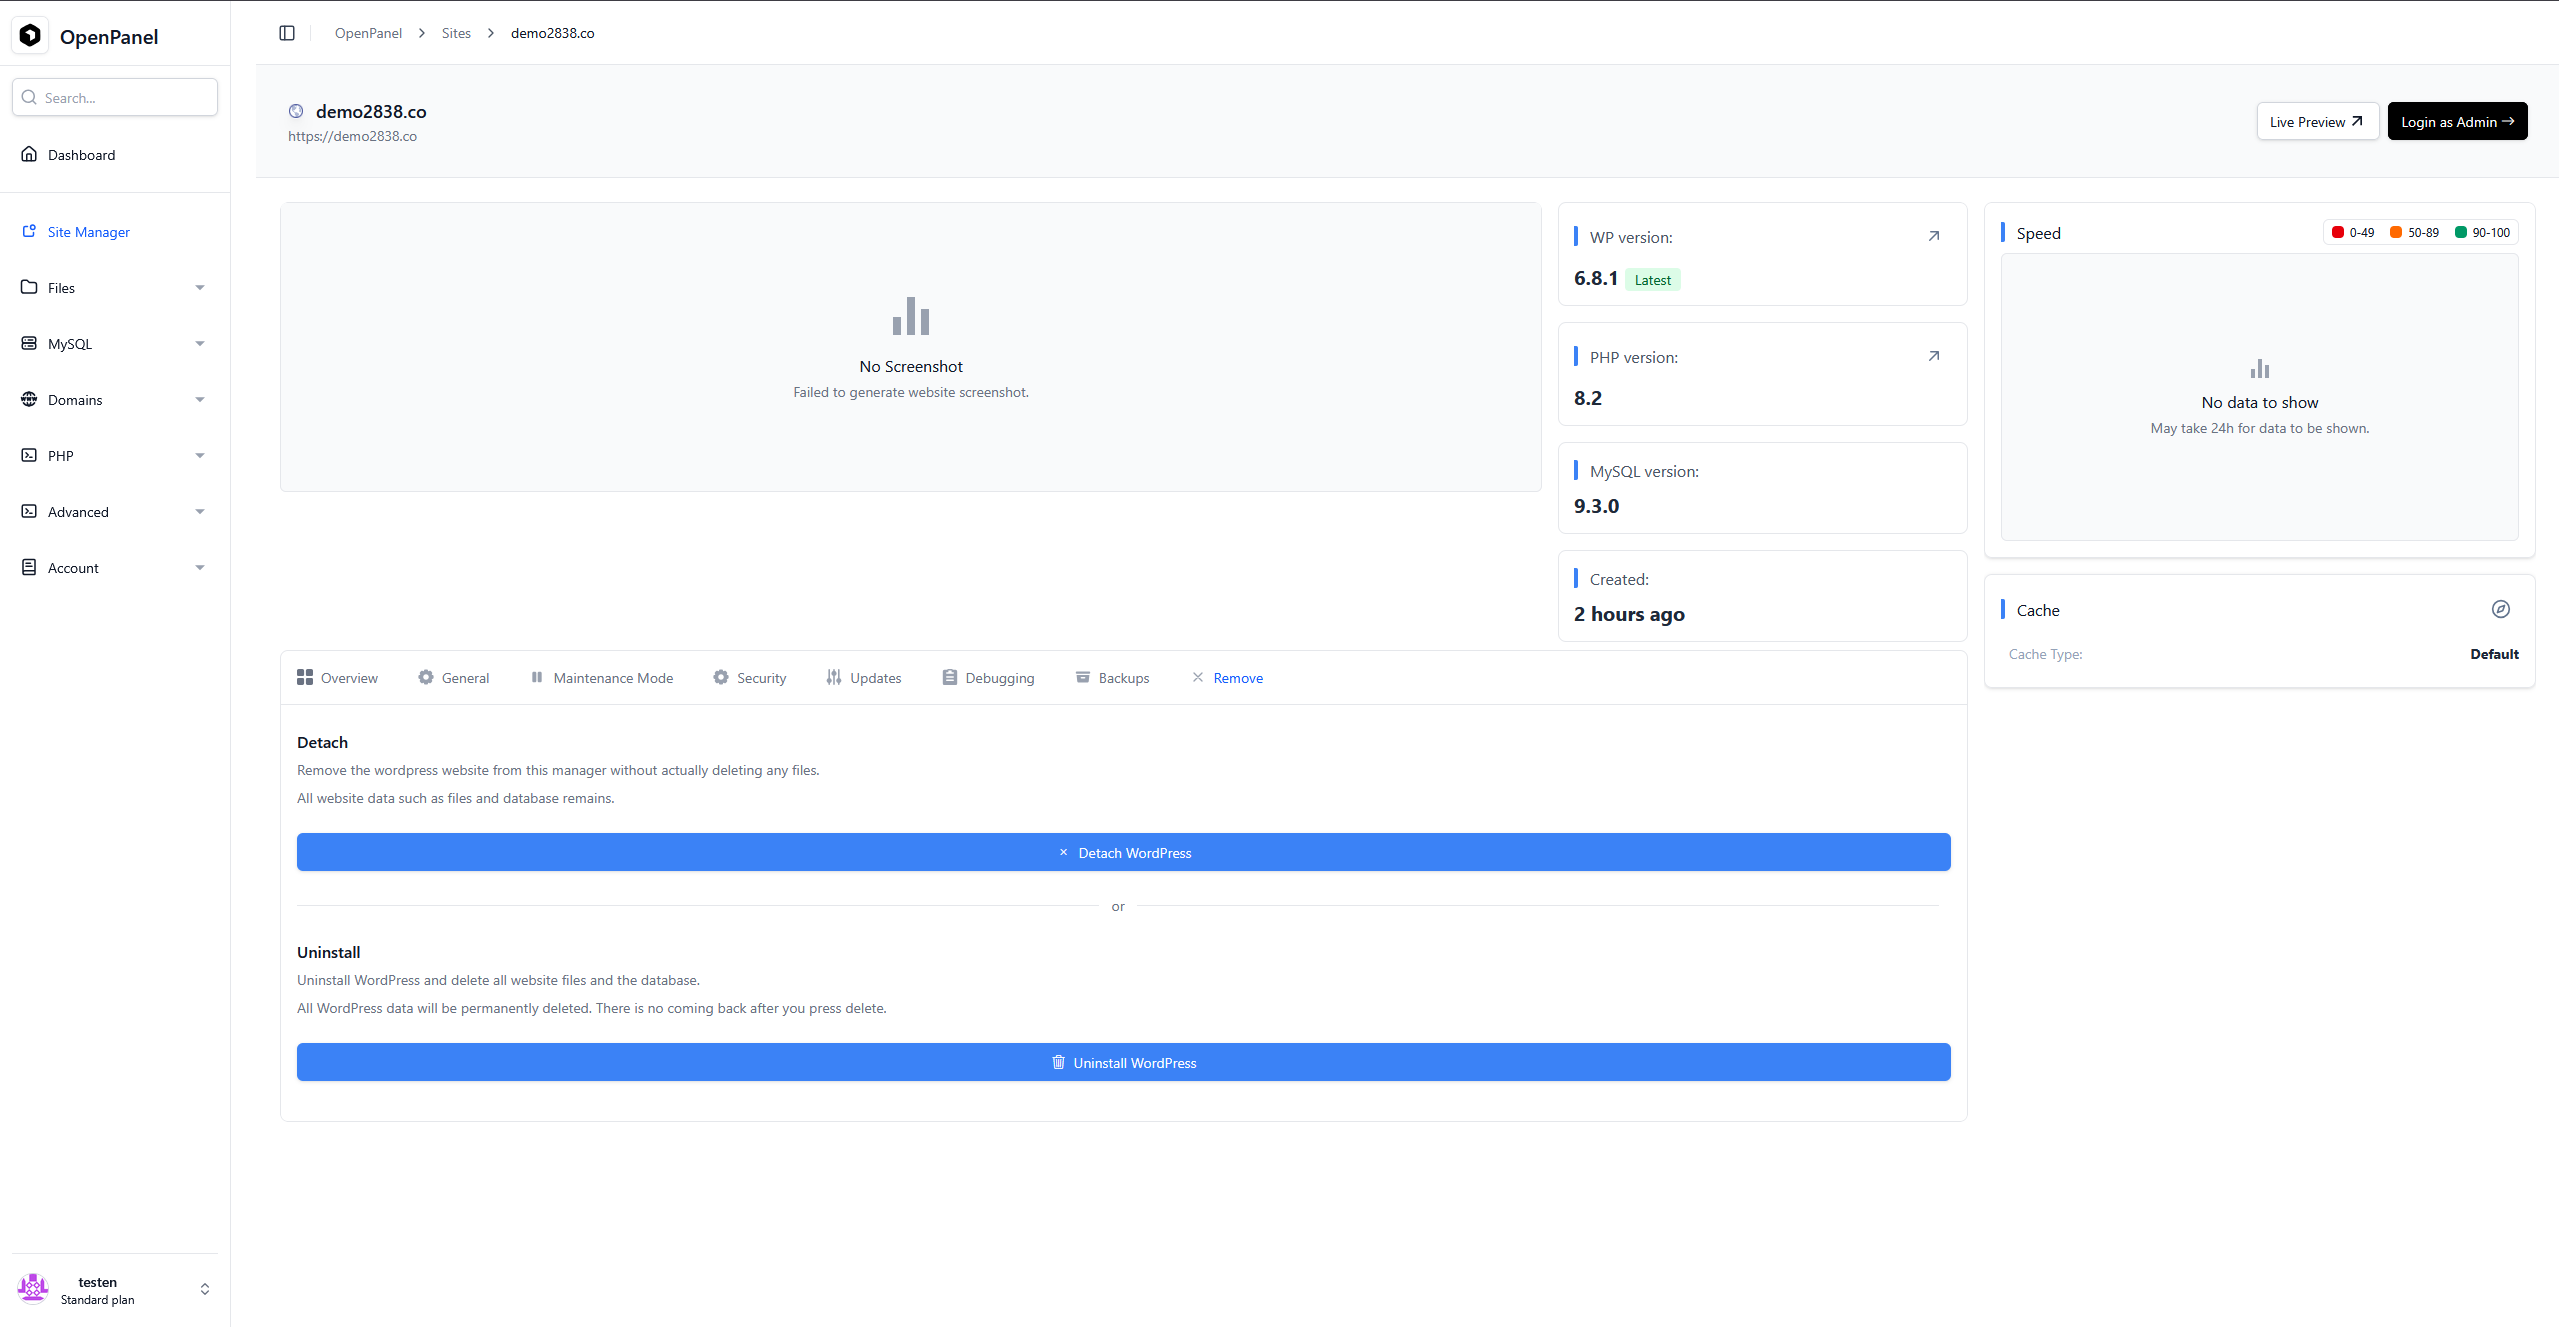 OpenPanel
Search...
Dashboard
Site Manager
Files
MySQL
Domains
PHP
Advanced
Account
testen
Standard plan
OpenPanel > Sites > demo2838.co
demo2838.co
https://demo2838.co
Live Preview
Login as Admin
No Screenshot
Failed to generate website screenshot.
WP version:
6.8.1 Latest
PHP version:
8.2
MySQL version:
9.3.0
Created:
2 hours ago
Speed 0-49 50-89 90-100
No data to show
May take 24h for data to be shown.
Cache
Cache Type: Default
Overview General Maintenance Mode Security Updates Debugging Backups Remove
Detach
Remove the wordpress website from this manager without actually deleting any files.
All website data such as files and database remains.
Detach WordPress
or
Uninstall
Uninstall WordPress and delete all website files and the database.
All WordPress data will be permanently deleted. There is no coming back after you press delete.
Uninstall WordPress